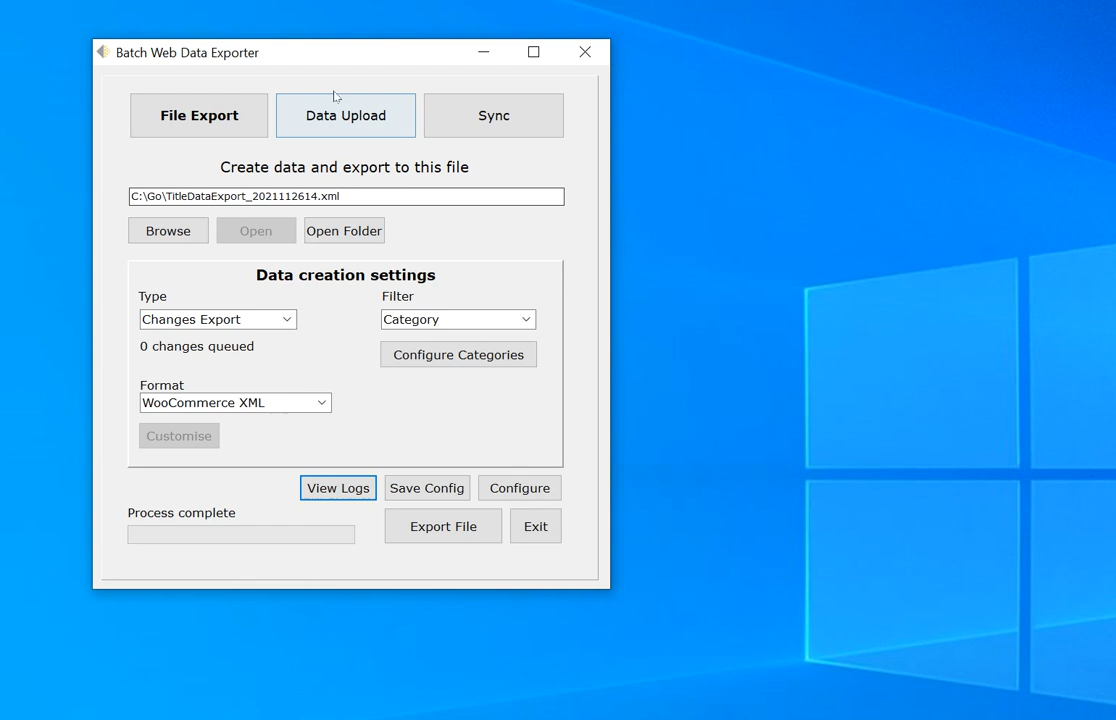 Batch Web Data Exporter
File Export
Data Upload
Sync
Create data and export to this file
C:\Go\TitleDataExport_2021112614.xml
Browse
Open
Open Folder
Data creation settings
Type
Filter
Changes Export
Category
0 changes queued
Configure Categories
Format
WooCommerce XML
Customise
View Logs
Save Config
Configure
Process complete
Export File
Exit